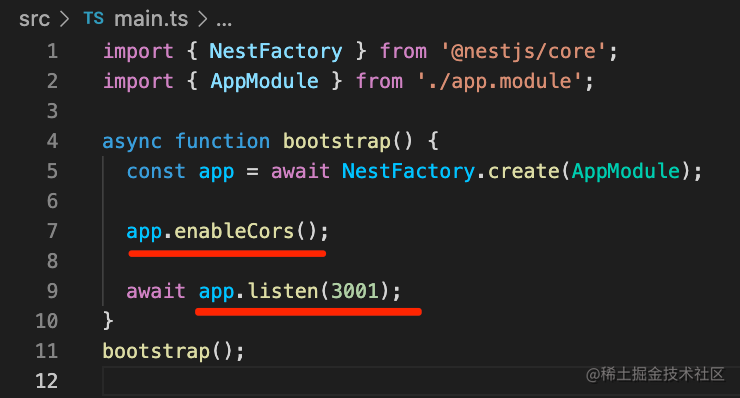 src > TS main.ts > ...
1 import { NestFactory } from '@nestjs/core';
2 import { AppModule } from './app.module';
3
4 async function bootstrap() {
5 const app = await NestFactory.create(AppModule);
6
7 app.enableCors();
8
9 await app.listen(3001);
10 }
11 bootstrap();
12
@稀土掘金技术社区